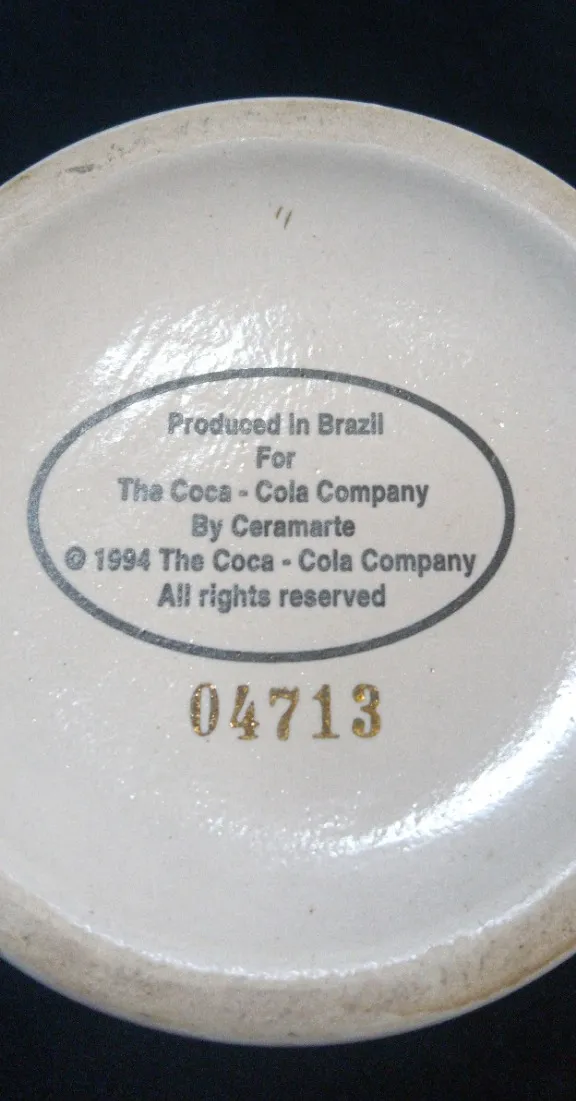 Produced in Brazil
For
The Coca - Cola Company
By Ceramarte
© 1994 The Coca - Cola Company
All rights reserved
04713